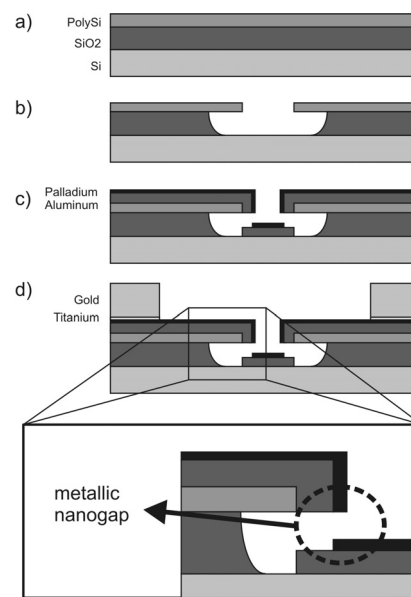 a)
PolySi
SiO2
Si
b)
c)
Palladium
Aluminum
d)
Gold
Titanium
metallic
nanogap